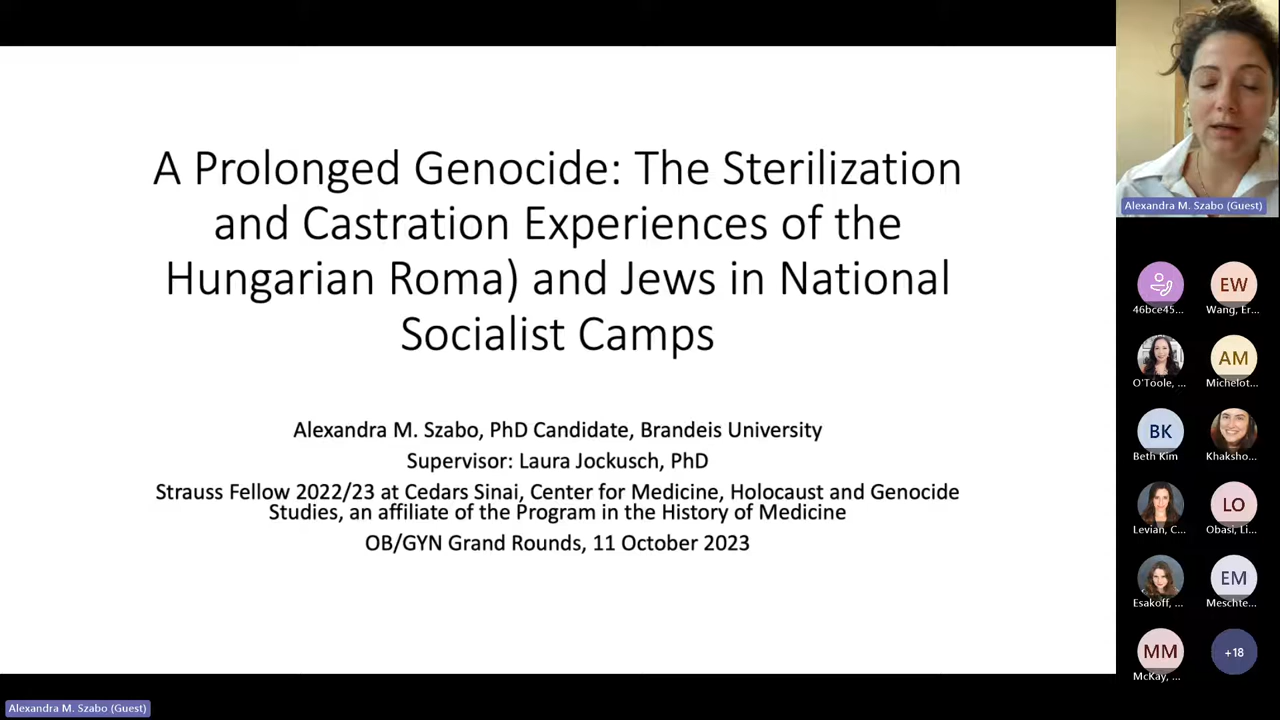 A Prolonged Genocide: The Sterilization
and Castration Experiences of the
Hungarian Roma) and Jews in National
Socialist Camps
Alexandra M. Szabo, PhD Candidate, Brandeis University
Supervisor: Laura Jockusch, PhD
Strauss Fellow 2022/23 at Cedars Sinai, Center for Medicine, Holocaust and Genocide
Studies, an affiliate of the Program in the History of Medicine
OB/GYN Grand Rounds, 11 October 2023
Alexandra M. Szabo (Guest)
46bce45...
EW
Wang, Er...
O'Toole, ...
AM
Michelot...
BK
Beth Kim
Khaksho...
Levian, C...
LO
Obasi, Li...
Esakoff, ...
EM
Meschte...
MM
McKay, ...
+18
Alexandra M. Szabo (Guest)